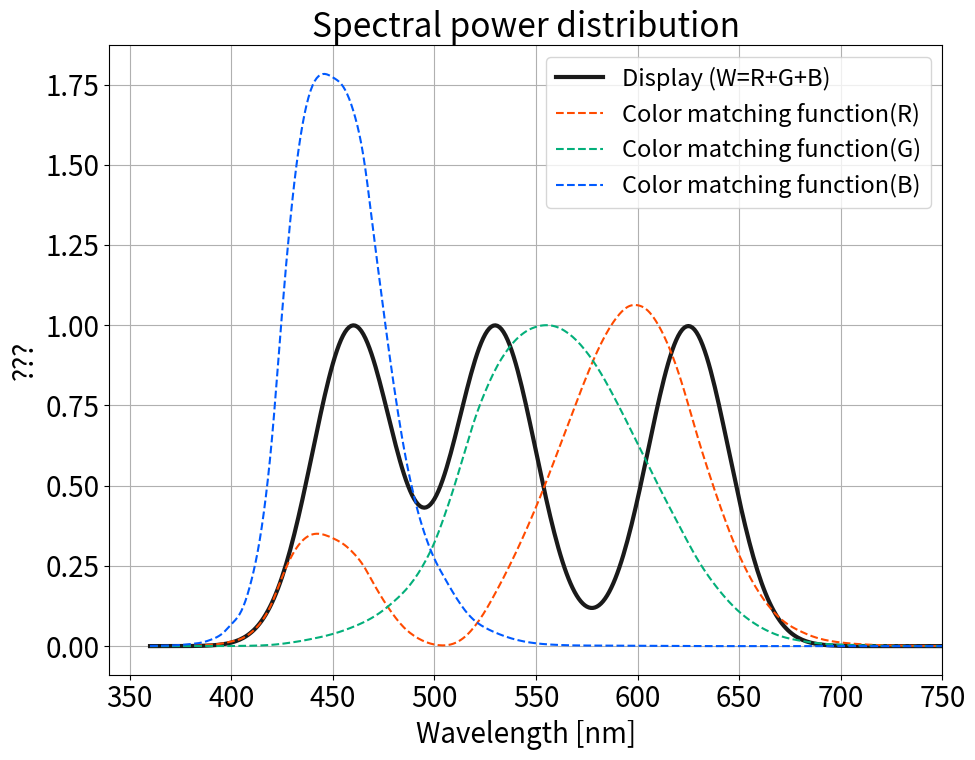 Spectral power distribution
Display (W=R+G+B)
Color matching function(R)
Color matching function(G)
Color matching function(B)
1.75
1.50
1.25
1.00
0.75
0.50
0.25
0.00
???
350 400 450 500 550 600 650 700 750
Wavelength [nm]